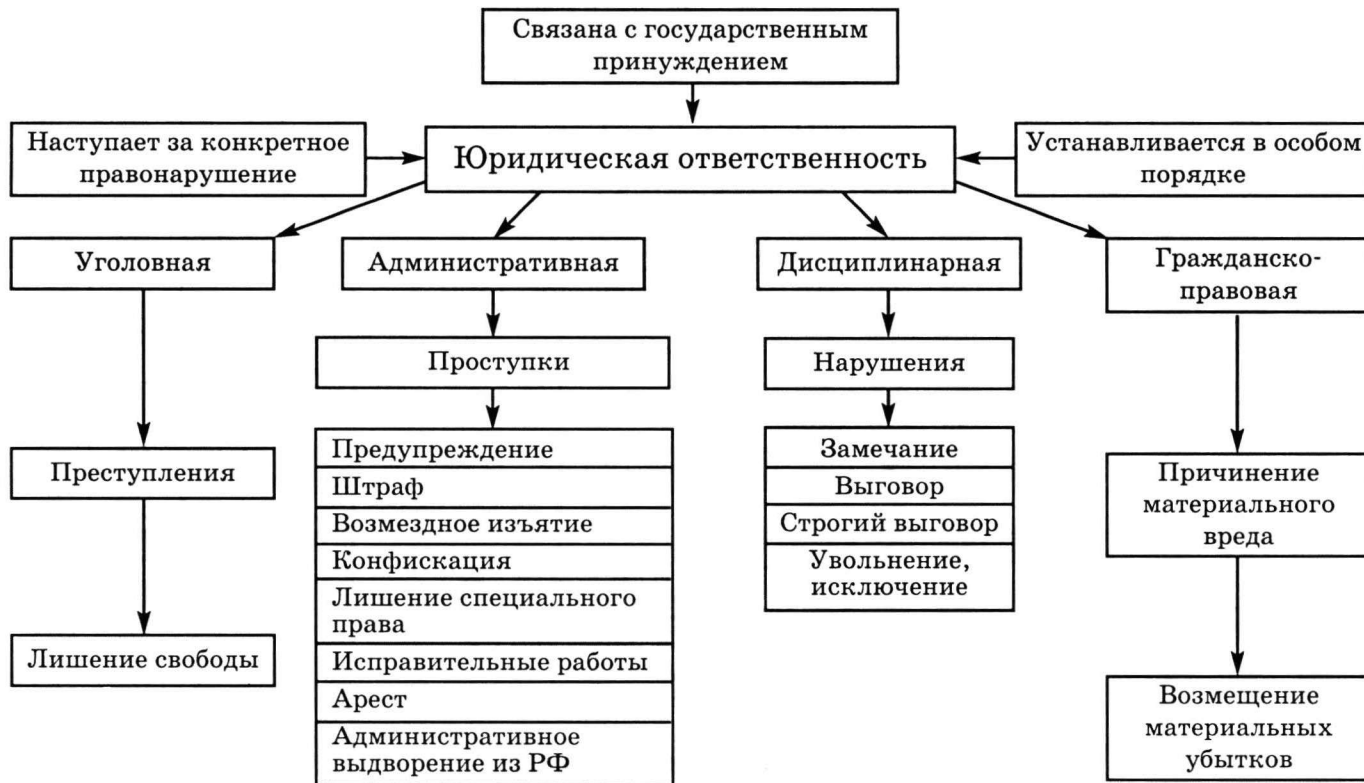 Связана с государственным
принуждением
Наступает за конкретное
правонарушение
Юридическая ответственность
Устанавливается в особом
порядке
Уголовная
Административная
Дисциплинарная
Гражданско-
правовая
Проступки
Нарушения
Преступления
Предупреждение
Штраф
Возмездное изъятие
Конфискация
Лишение специального
права
Исправительные работы
Арест
Административное
выдворение из РФ
Замечание
Выговор
Строгий выговор
Увольнение,
исключение
Причинение
материального
вреда
Лишение свободы
Возмещение
материальных
убытков